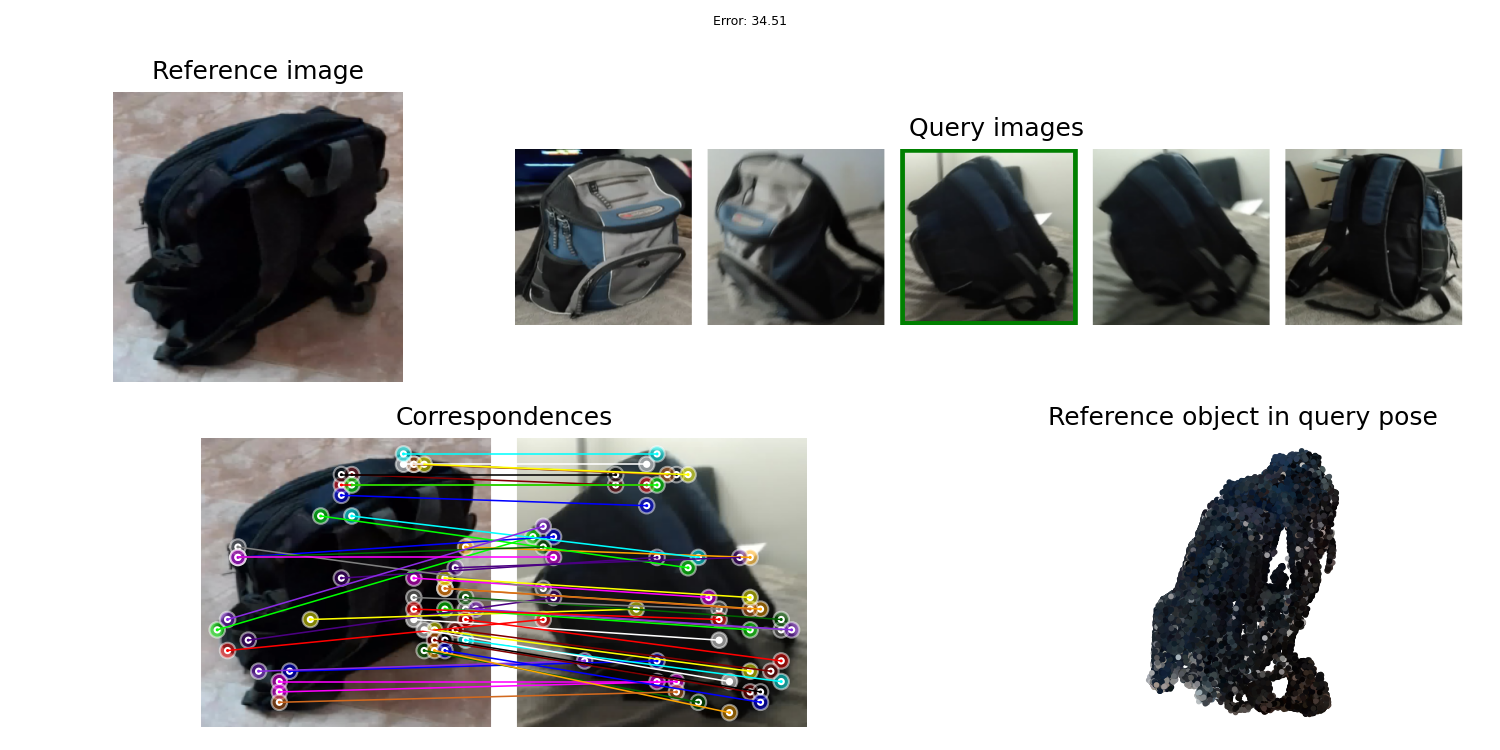 Error: 34.51
Reference image
Query images
Correspondences
Reference object in query pose